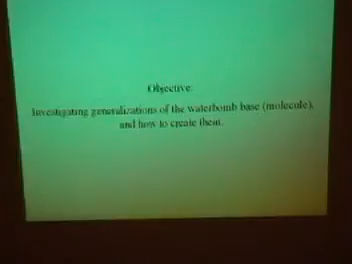 Objective:
Investigating generalizations of the waterbomb base (molecule),
and how to create them.